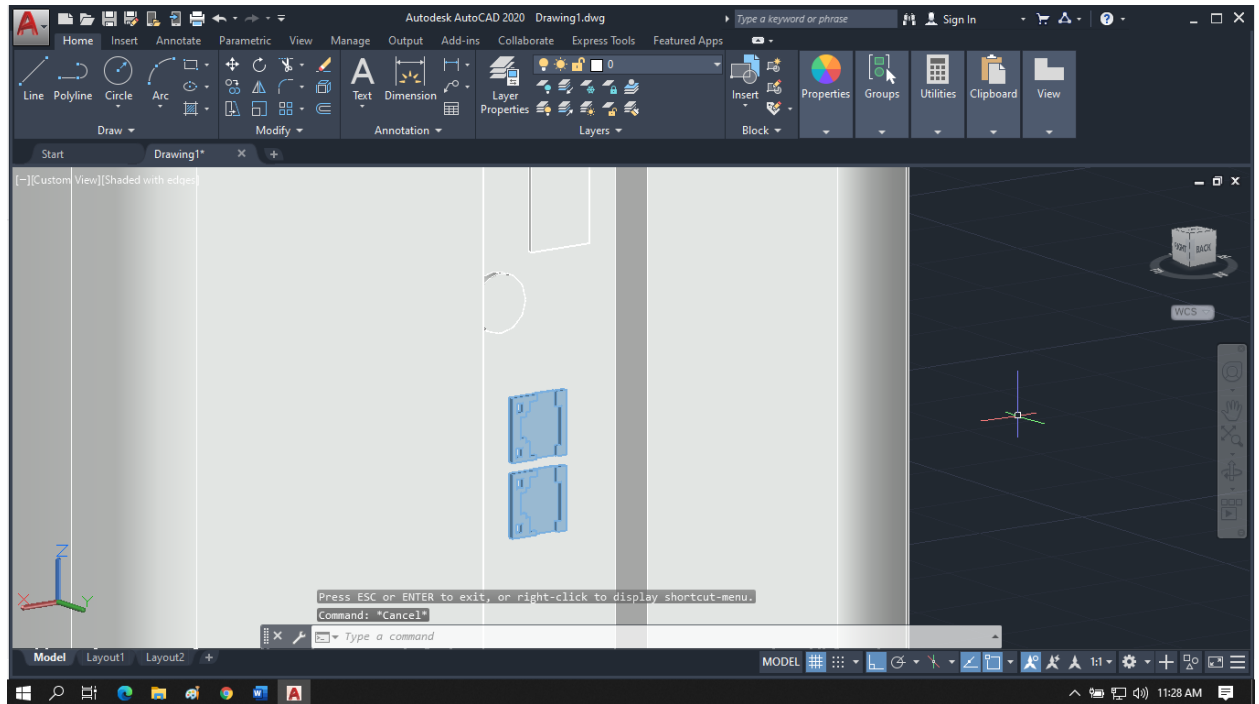 Autodesk AutoCAD 2020 Drawing1.dwg
Type a keyword or phrase
Sign In
Home Insert Annotate Parametric View Manage Output Add-ins Collaborate Express Tools Featured Apps
0
Line Polyline Circle Arc
Text Dimension
Layer
Properties
Insert
Properties Groups Utilities Clipboard View
Draw Modify Annotation Layers Block
Start Drawing1*
[−][Custom View][Shaded with edges]
RIGHT BACK
WCS
Z
X Y
Press ESC or ENTER to exit, or right-click to display shortcut-menu.
Command: *Cancel*
Type a command
Model Layout1 Layout2 +
MODEL 1:1
11:28 AM